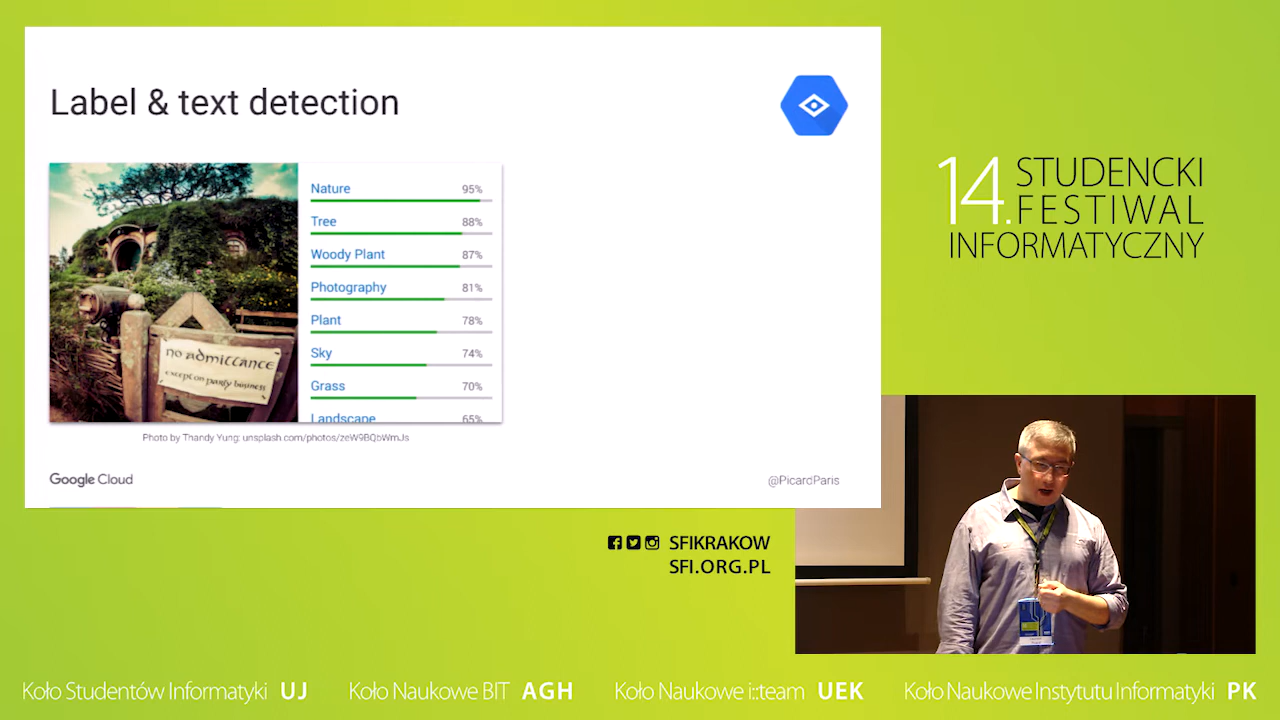 Label & text detection
Nature 95%
Tree 88%
Woody Plant 87%
Photography 81%
Plant 78%
Sky 74%
Grass 70%
Landscape 65%
no admittance
except on party business
Photo by Thandy Yung: unsplash.com/photos/zeW9BQbWmJs
Google Cloud
@PicardParis
14. STUDENCKI
FESTIWAL
INFORMATYCZNY
SFIKRAKOW
SFI.ORG.PL
Koło Studentów Informatyki UJ
Koło Naukowe BIT AGH
Koło Naukowe i::team UEK
Koło Naukowe Instytutu Informatyki PK